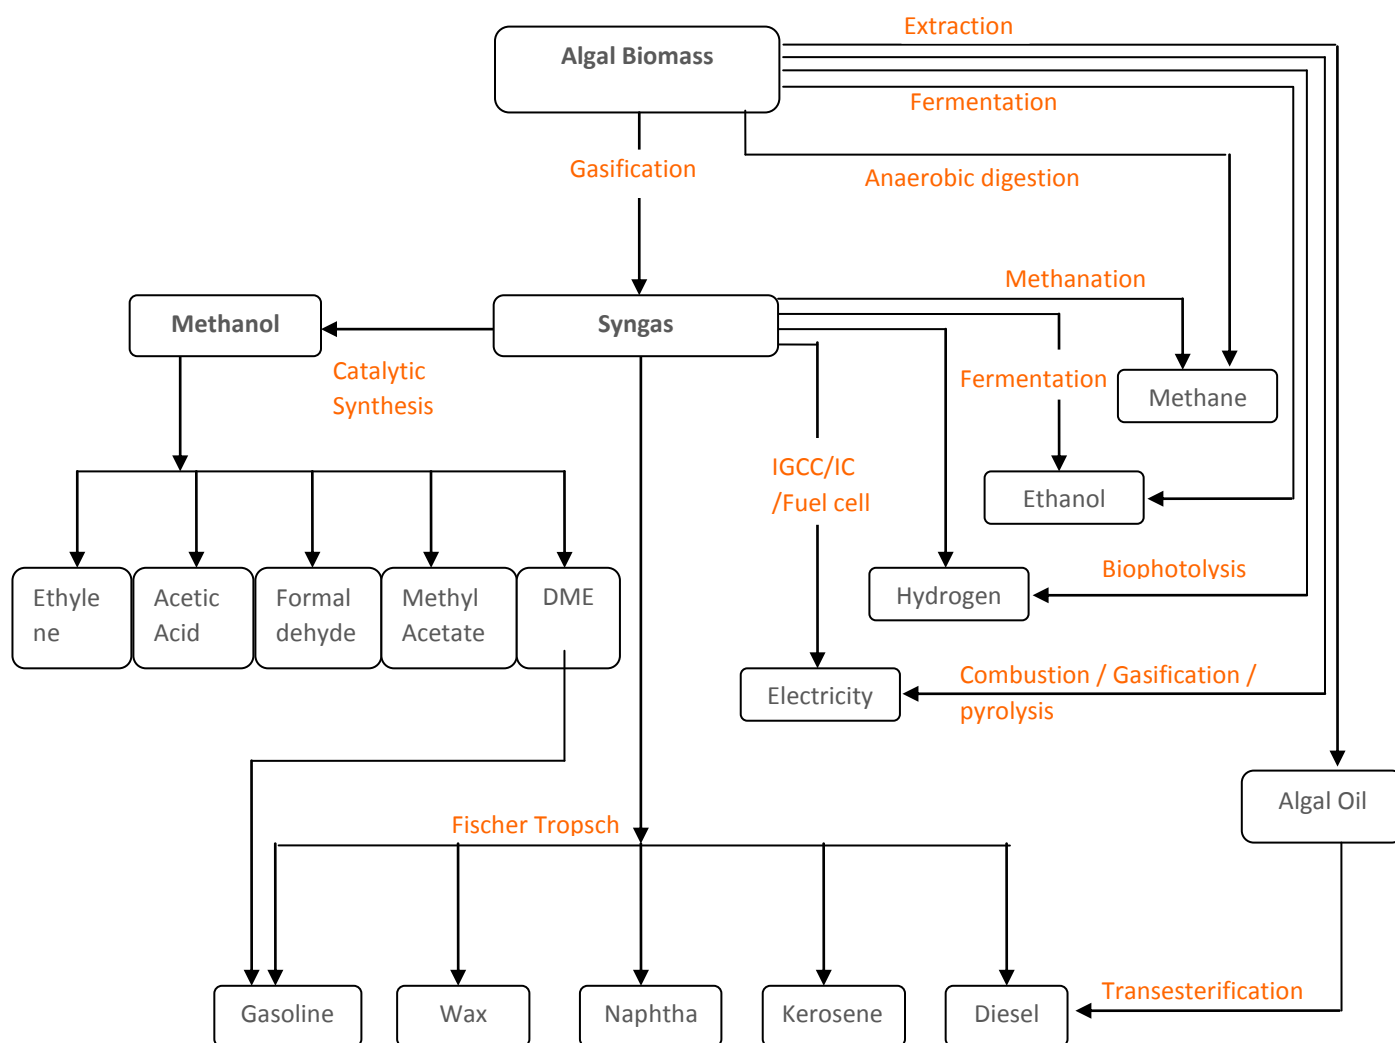 Extraction
Algal Biomass
Fermentation
Gasification
Anaerobic digestion
Methanation
Methanol
Syngas
Catalytic
Synthesis
Fermentation
Methane
IGCC/IC
/Fuel cell
Ethanol
Biophotolysis
Ethyle
ne
Acetic
Acid
Formal
dehyde
Methyl
Acetate
DME
Hydrogen
Combustion / Gasification /
pyrolysis
Electricity
Algal Oil
Fischer Tropsch
Transesterification
Gasoline
Wax
Naphtha
Kerosene
Diesel